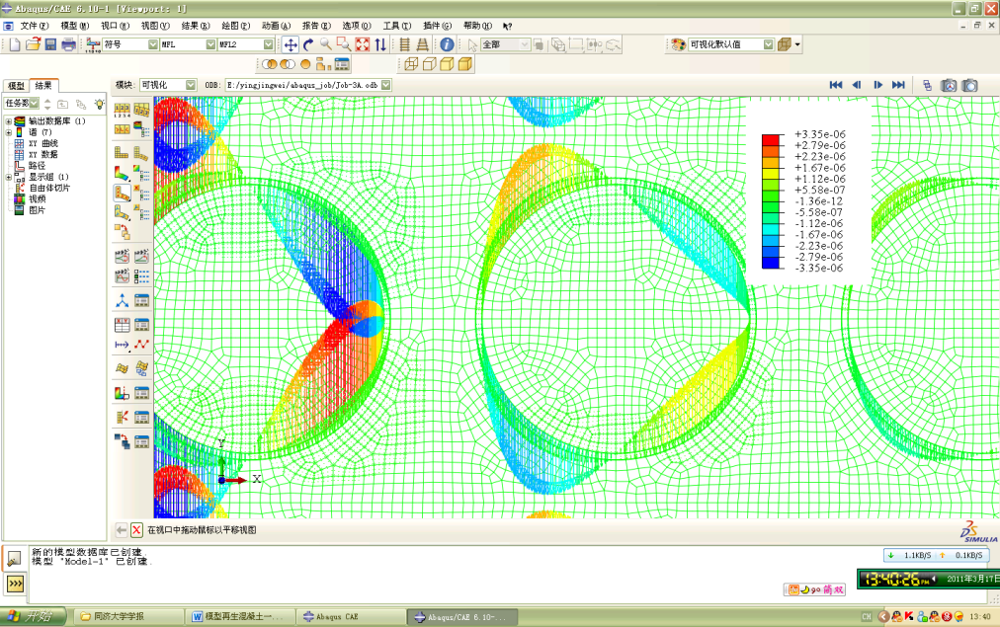 Abaqus/CAE 6.10-1 [Viewport: 1]
文件(F) 模型(M) 视口(W) 视图(V) 结果(R) 绘图(P) 动画(A) 报告(E) 选项(O) 工具(T) 插件(G) 帮助(H)
符号 MFL MFL2 全部 可视化默认值
模型 结果 模块: 可视化 ODB: E:/yingjingwei/abaqus_job/Job-3A.odb
任务
输出数据库 (1)
谱 (7)
XY 曲线
XY 数据
路径
显示组 (1)
自由体切片
视频
图片
+3.35e-06
+2.79e-06
+2.23e-06
+1.67e-06
+1.12e-06
+5.58e-07
-1.36e-12
-5.58e-07
-1.12e-06
-1.67e-06
-2.23e-06
-2.79e-06
-3.35e-06
Y
X
在视口中拖动鼠标以平移视图
SIMULIA
新的模型数据库已创建.
模型 "Model-1" 已创建.
1.1KB/S 0.1KB/S
13:40:26 PM 2011年3月17日
简 双
开始 同济大学学报 模型再生混凝土一... Abaqus CAE Abaqus/CAE 6.10-... CH 13:40